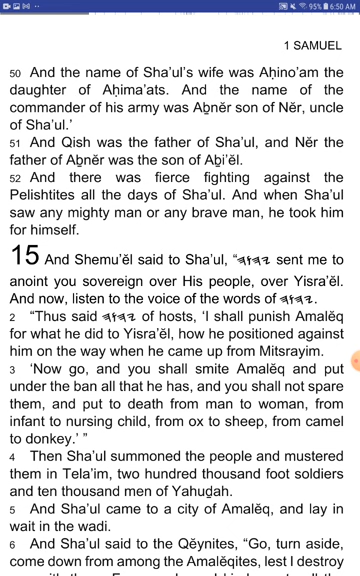 95% 6:50 AM
1 SAMUEL
50 And the name of Sha’ul’s wife was Aḥino’am the
daughter of Aḥima’ats. And the name of the
commander of his army was Aḇnĕr son of Nĕr, uncle
of Sha’ul.’
51 And Qish was the father of Sha’ul, and Nĕr the
father of Aḇnĕr was the son of Aḇi’ĕl.
52 And there was fierce fighting against the
Pelishtites all the days of Sha’ul. And when Sha’ul
saw any mighty man or any brave man, he took him
for himself.
15 And Shemu’ĕl said to Sha’ul, “𐤉𐤄𐤅𐤄 sent me to
anoint you sovereign over His people, over Yisra’ĕl.
And now, listen to the voice of the words of 𐤉𐤄𐤅𐤄.
2 “Thus said 𐤉𐤄𐤅𐤄 of hosts, ‘I shall punish Amalĕq
for what he did to Yisra’ĕl, how he positioned against
him on the way when he came up from Mitsrayim.
3 ‘Now go, and you shall smite Amalĕq and put
under the ban all that he has, and you shall not spare
them, and put to death from man to woman, from
infant to nursing child, from ox to sheep, from camel
to donkey.’ ”
4 Then Sha’ul summoned the people and mustered
them in Tela’im, two hundred thousand foot soldiers
and ten thousand men of Yahuḏah.
5 And Sha’ul came to a city of Amalĕq, and lay in
wait in the wadi.
6 And Sha’ul said to the Qĕynites, “Go, turn aside,
come down from among the Amalĕqites, lest I destroy